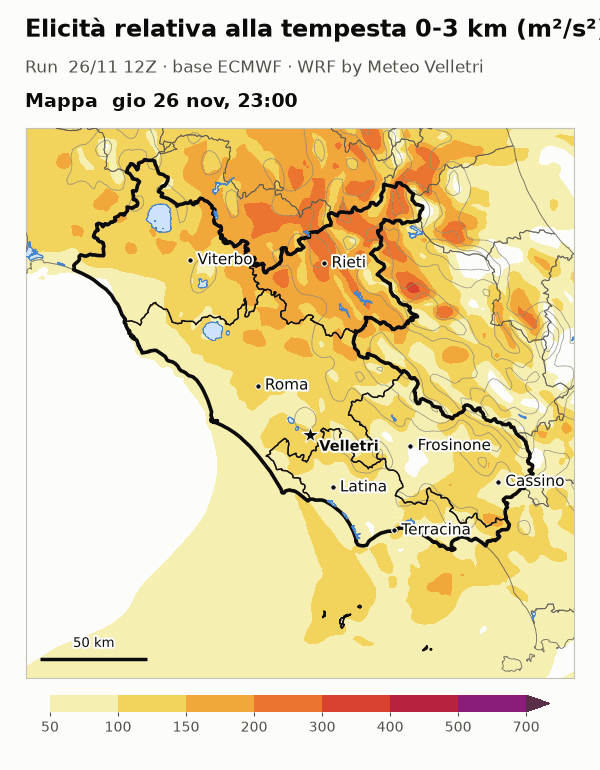 Elicità relativa alla tempesta 0-3 km (m²/s²)
Run  26/11 12Z · base ECMWF · WRF by Meteo Velletri
Mappa  gio 26 nov, 23:00
Viterbo
Rieti
Roma
Velletri
Frosinone
Latina
Cassino
Terracina
50 km
50 100 150 200 300 400 500 700